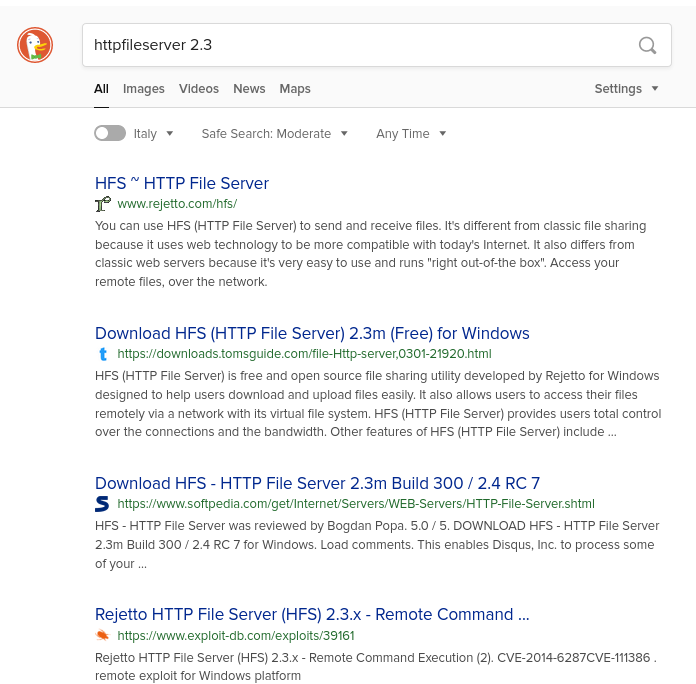 httpfileserver 2.3
All Images Videos News Maps Settings
Italy Safe Search: Moderate Any Time
HFS ~ HTTP File Server
www.rejetto.com/hfs/
You can use HFS (HTTP File Server) to send and receive files. It's different from classic file sharing
because it uses web technology to be more compatible with today's Internet. It also differs from
classic web servers because it's very easy to use and runs "right out-of-the box". Access your
remote files, over the network.
Download HFS (HTTP File Server) 2.3m (Free) for Windows
https://downloads.tomsguide.com/file-Http-server,0301-21920.html
HFS (HTTP File Server) is free and open source file sharing utility developed by Rejetto for Windows
designed to help users download and upload files easily. It also allows users to access their files
remotely via a network with its virtual file system. HFS (HTTP File Server) provides users total control
over the connections and the bandwidth. Other features of HFS (HTTP File Server) include ...
Download HFS - HTTP File Server 2.3m Build 300 / 2.4 RC 7
https://www.softpedia.com/get/Internet/Servers/WEB-Servers/HTTP-File-Server.shtml
HFS - HTTP File Server was reviewed by Bogdan Popa. 5.0 / 5. DOWNLOAD HFS - HTTP File Server
2.3m Build 300 / 2.4 RC 7 for Windows. Load comments. This enables Disqus, Inc. to process some
of your ...
Rejetto HTTP File Server (HFS) 2.3.x - Remote Command ...
https://www.exploit-db.com/exploits/39161
Rejetto HTTP File Server (HFS) 2.3.x - Remote Command Execution (2). CVE-2014-6287CVE-111386 .
remote exploit for Windows platform